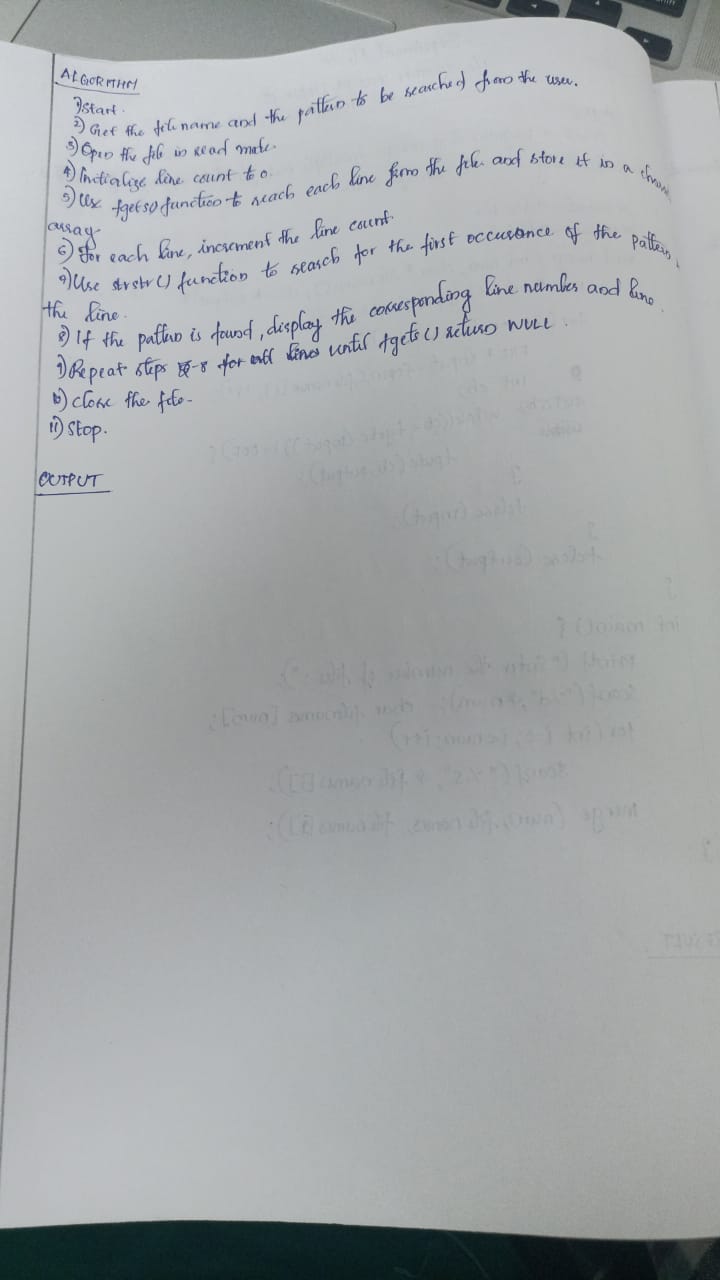 ALGORITHM
1) Start.
2) Get the file name and the pattern to be searched from the user.
3) Open the file in read mode.
4) Initialize line count to 0.
5) Use fgets() function to reach each line from the file and store it in a char
array
6) For each line, increment the line count.
7) Use strstr() function to search for the first occurance of the pattern
the line.
8) If the pattern is found, display the corresponding line number and line.
9) Repeat steps 5-8 for all lines until fgets() return NULL.
10) close the file.
11) Stop.
OUTPUT